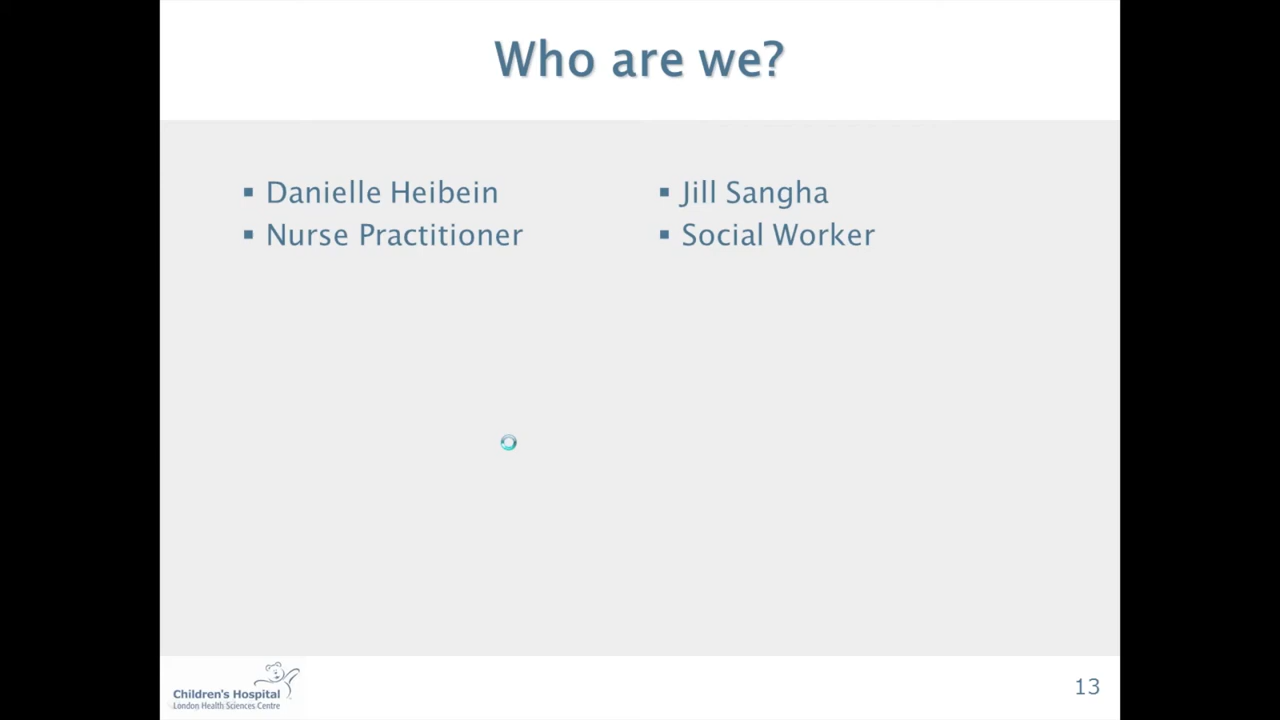 Who are we?
▪ Danielle Heibein
▪ Nurse Practitioner
▪ Jill Sangha
▪ Social Worker
Children's Hospital
London Health Sciences Centre
13